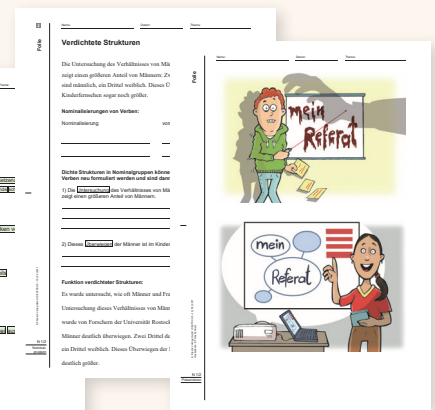 Name:
Datum:
Thema:
Folie
Verdichtete Strukturen
Die Untersuchung des Verhältnisses von Mä
zeigt einen größeren Anteil von Männern: Zv
sind männlich, ein Drittel weiblich. Dieses Ü
Kinderfernsehen sogar noch größer.
Nominalisierungen von Verben:
Nominalisierung
von
Dichte Strukturen in Nominalgruppen könne
Verben neu formuliert werden und sind dann
1) Die Untersuchung des Verhältnisses von Mä
zeigt einen größeren Anteil von Männern.
2) Dieses Überwiegen der Männer ist im Kinder
Funktion verdichteter Strukturen:
Es wurde untersucht, wie oft Männer und Fra
Untersuchung dieses Verhältnisses von Männ
wurde von Forschern der Universität Rostock
Männer deutlich überwiegen. Zwei Drittel de
ein Drittel weiblich. Dieses Überwiegen der
deutlich größer.
Name:
Datum:
Thema:
Folie
mein
Referat
mein
Referat